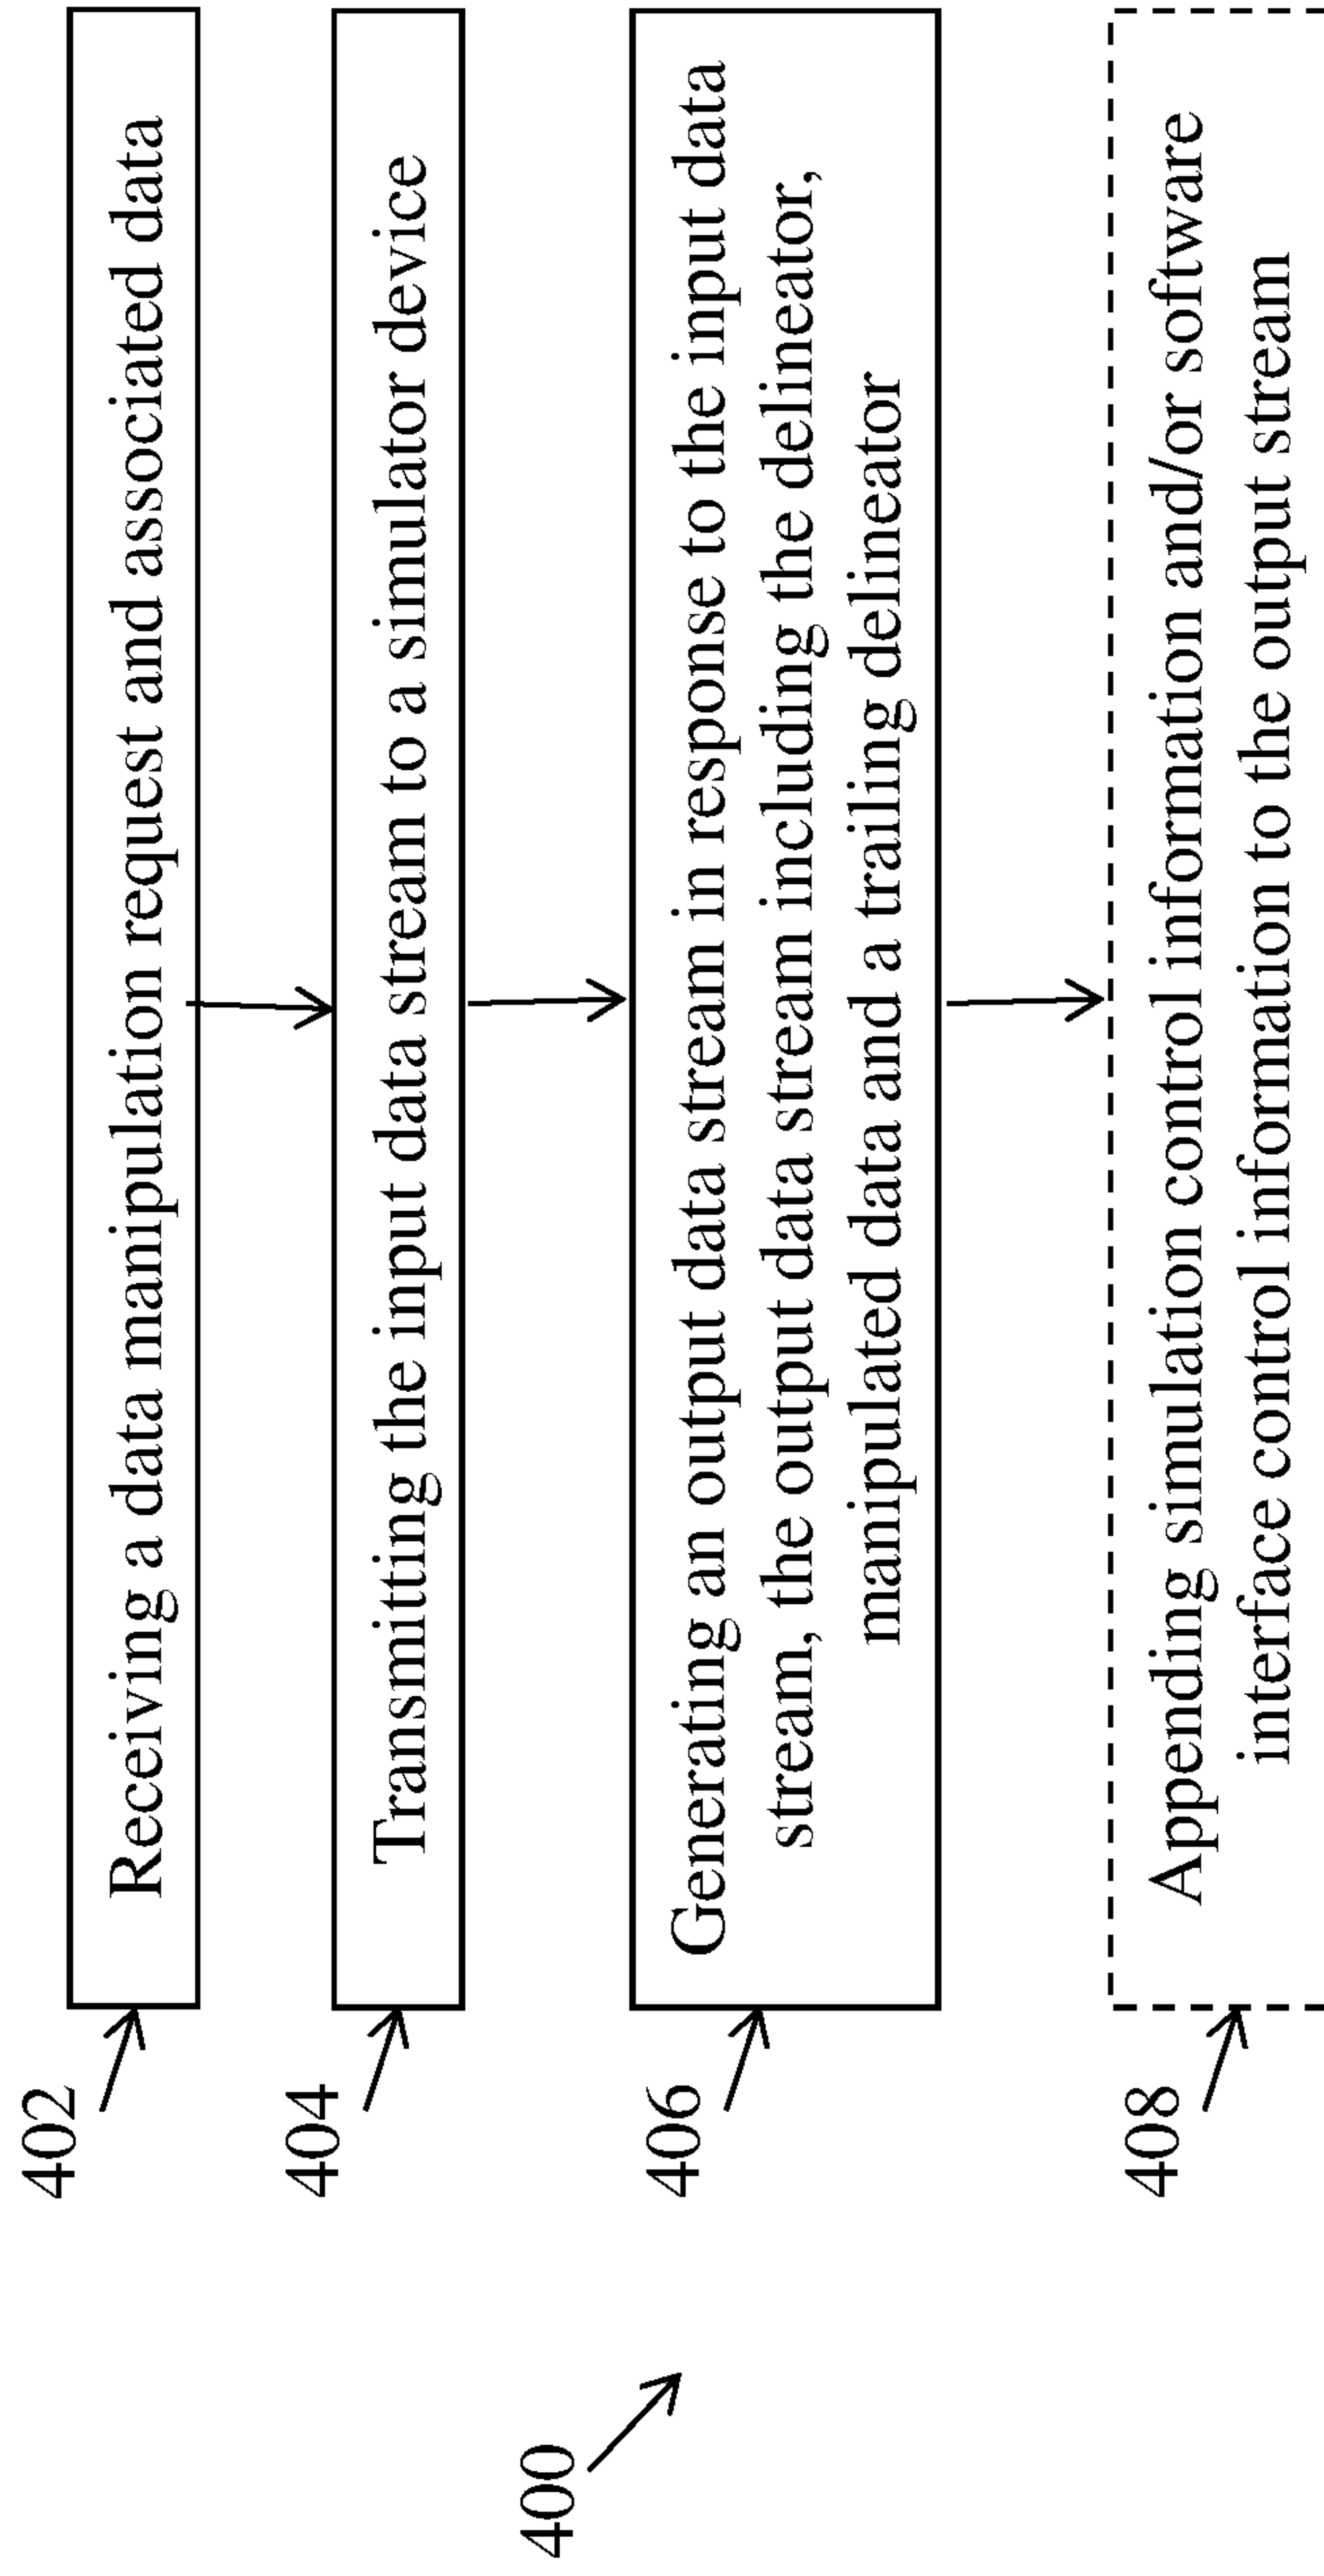 400
402
Receiving a data manipulation request and associated data
404
Transmitting the input data stream to a simulator device
406
Generating an output data stream in response to the input data
stream, the output data stream including the delineator,
manipulated data and a trailing delineator
408
Appending simulation control information and/or software
interface control information to the output stream